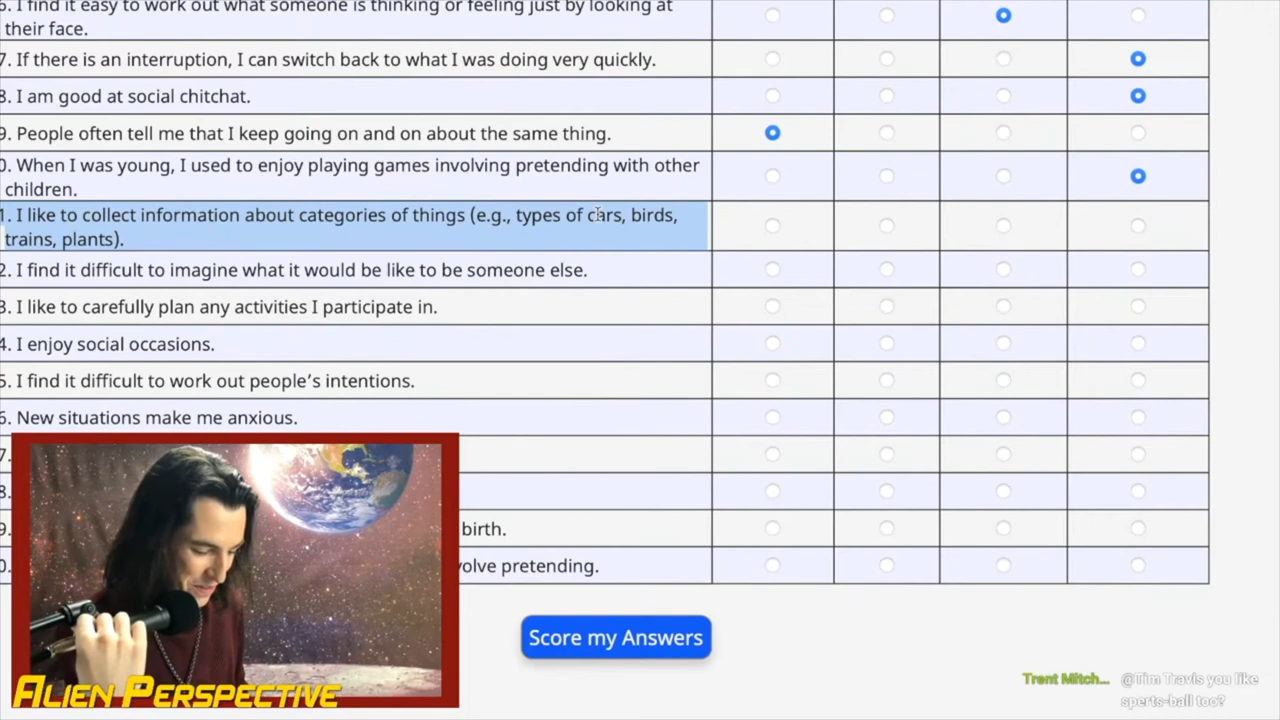 6. I find it easy to work out what someone is thinking or feeling just by looking at
their face.
7. If there is an interruption, I can switch back to what I was doing very quickly.
8. I am good at social chitchat.
9. People often tell me that I keep going on and on about the same thing.
0. When I was young, I used to enjoy playing games involving pretending with other
children.
1. I like to collect information about categories of things (e.g., types of cars, birds,
trains, plants).
2. I find it difficult to imagine what it would be like to be someone else.
3. I like to carefully plan any activities I participate in.
4. I enjoy social occasions.
5. I find it difficult to work out people’s intentions.
6. New situations make me anxious.
7.
8.
9. birth.
0. volve pretending.
Score my Answers
ALIEN PERSPECTIVE
Trent Mitch... @Tim Travis you like
sperts-ball too?